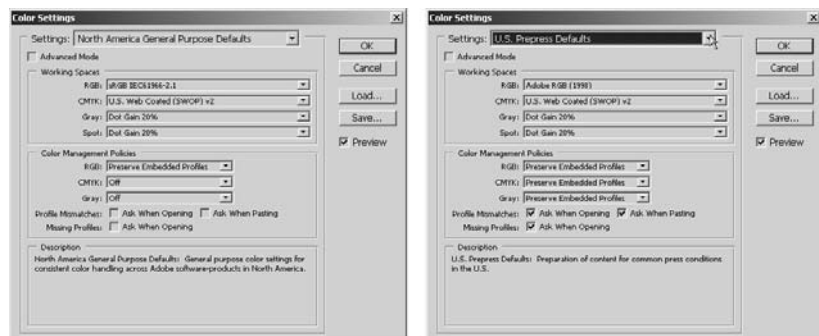 Color Settings
Settings: North America General Purpose Defaults
OK
Advanced Mode
Cancel
Working Spaces
RGB: sRGB IEC61966-2.1
Load...
CMYK: U.S. Web Coated (SWOP) v2
Gray: Dot Gain 20%
Save...
Spot: Dot Gain 20%
Preview
Color Management Policies
RGB: Preserve Embedded Profiles
CMYK: Off
Gray: Off
Profile Mismatches: Ask When Opening Ask When Pasting
Missing Profiles: Ask When Opening
Description
North America General Purpose Defaults: General purpose color settings for
consistent color handling across Adobe software-products in North America.
Color Settings
Settings: U.S. Prepress Defaults
OK
Advanced Mode
Cancel
Working Spaces
RGB: Adobe RGB (1998)
Load...
CMYK: U.S. Web Coated (SWOP) v2
Gray: Dot Gain 20%
Save...
Spot: Dot Gain 20%
Preview
Color Management Policies
RGB: Preserve Embedded Profiles
CMYK: Preserve Embedded Profiles
Gray: Preserve Embedded Profiles
Profile Mismatches: Ask When Opening Ask When Pasting
Missing Profiles: Ask When Opening
Description
U.S. Prepress Defaults: Preparation of content for common press conditions
in the U.S.